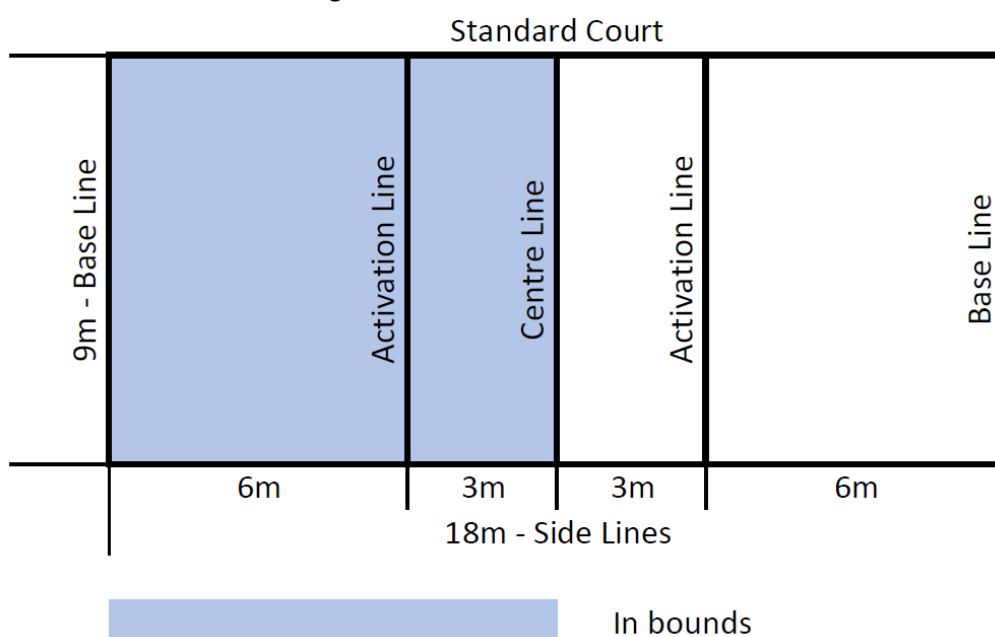 Standard Court
9m - Base Line
Activation Line
Centre Line
Activation Line
Base Line
6m
3m
3m
6m
18m - Side Lines
In bounds